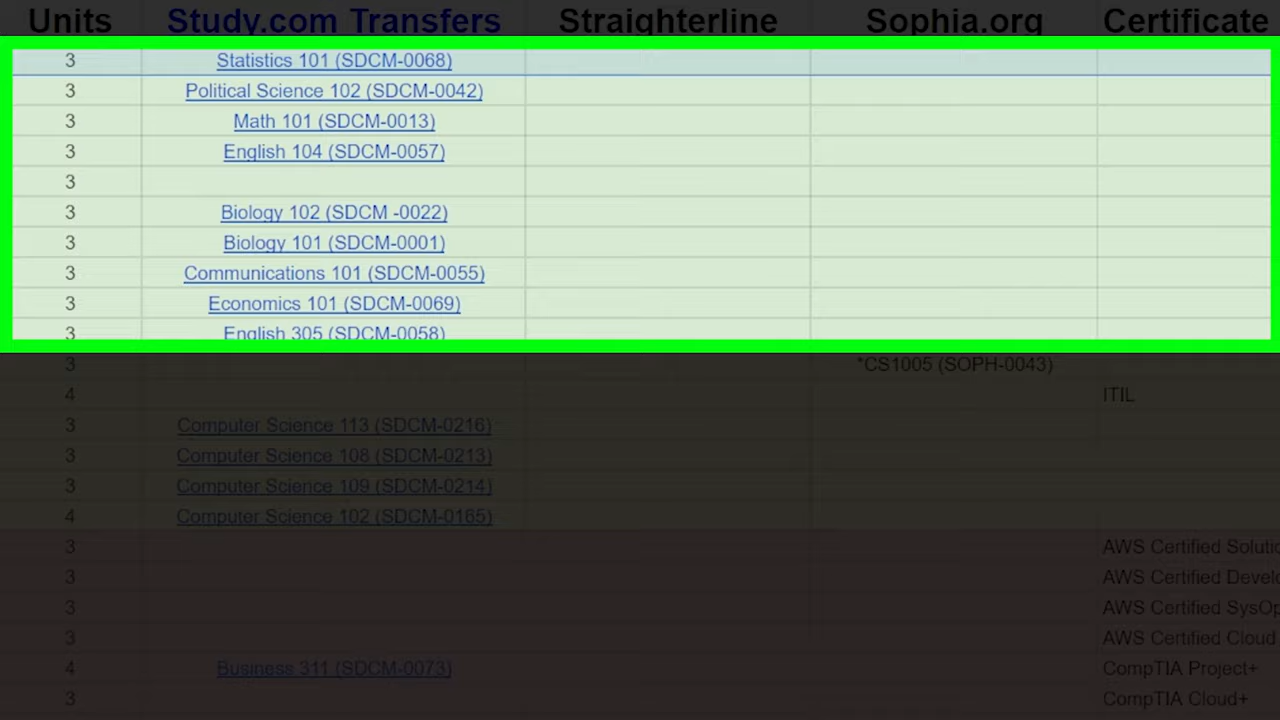 Units Study.com Transfers Straighterline Sophia.org Certificate
3 Statistics 101 (SDCM-0068)
3 Political Science 102 (SDCM-0042)
3 Math 101 (SDCM-0013)
3 English 104 (SDCM-0057)
3
3 Biology 102 (SDCM -0022)
3 Biology 101 (SDCM-0001)
3 Communications 101 (SDCM-0055)
3 Economics 101 (SDCM-0069)
3 English 305 (SDCM-0058)
3 *CS1005 (SOPH-0043)
4 ITIL
3 Computer Science 113 (SDCM-0216)
3 Computer Science 108 (SDCM-0213)
3 Computer Science 109 (SDCM-0214)
4 Computer Science 102 (SDCM-0165)
3 AWS Certified Soluti
3 AWS Certified Devel
3 AWS Certified SysOp
3 AWS Certified Cloud
4 Business 311 (SDCM-0073) CompTIA Project+
3 CompTIA Cloud+